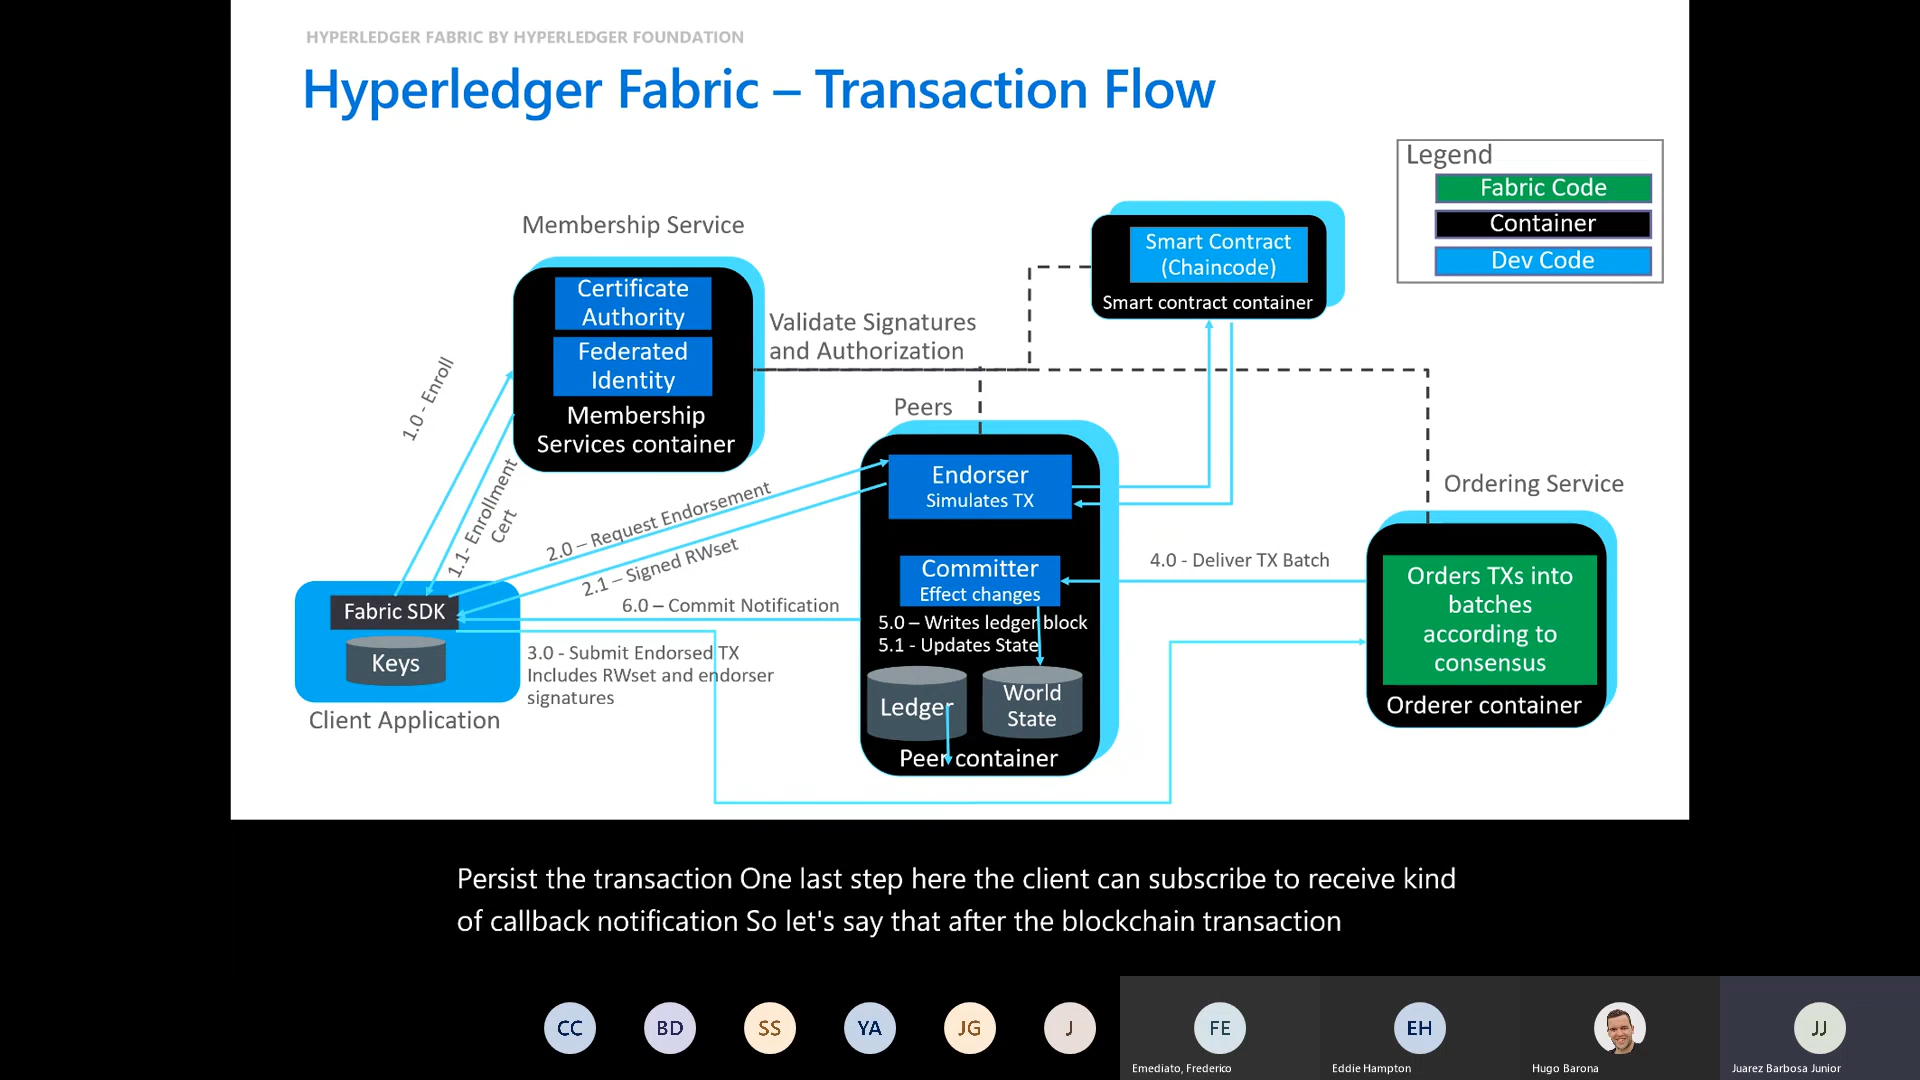 HYPERLEDGER FABRIC BY HYPERLEDGER FOUNDATION
Hyperledger Fabric – Transaction Flow
Legend
Fabric Code
Container
Dev Code
Membership Service
Certificate
Authority
Federated
Identity
Membership
Services container
Validate Signatures
and Authorization
Smart Contract
(Chaincode)
Smart contract container
1.0 - Enroll
1.1- Enrollment
Cert
Peers
Endorser
Simulates TX
2.0 – Request Endorsement
2.1 – Signed RWset
6.0 – Commit Notification
Committer
Effect changes
5.0 – Writes ledger block
5.1 - Updates State
Ledger
World
State
Peer container
4.0 - Deliver TX Batch
Ordering Service
Orders TXs into
batches
according to
consensus
Orderer container
Fabric SDK
Keys
Client Application
3.0 - Submit Endorsed TX
Includes RWset and endorser
signatures
Persist the transaction One last step here the client can subscribe to receive kind
of callback notification So let's say that after the blockchain transaction
CC
BD
SS
YA
JG
J
FE
EH
JJ
Emediato, Frederico
Eddie Hampton
Hugo Barona
Juarez Barbosa Junior